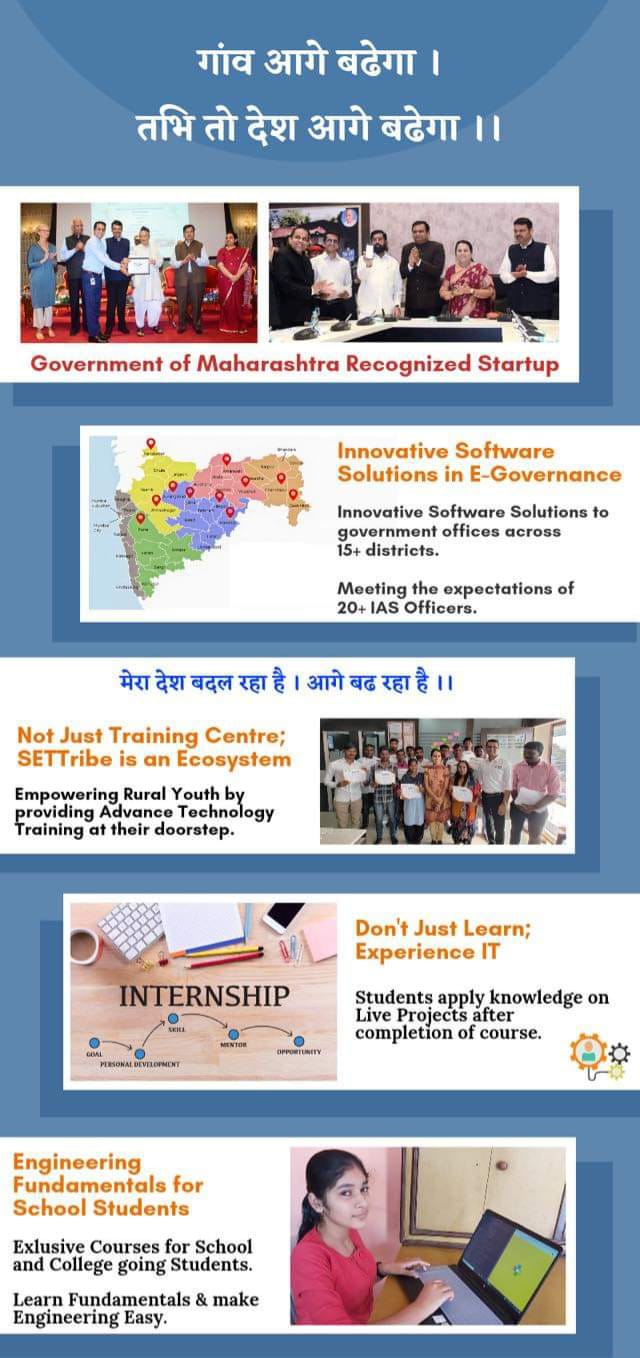 गांव आगे बढेगा ।
तभि तो देश आगे बढेगा ।।
Government of Maharashtra Recognized Startup
Innovative Software
Solutions in E-Governance
Innovative Software Solutions to
government offices across
15+ districts.
Meeting the expectations of
20+ IAS Officers.
मेरा देश बदल रहा है । आगे बढ रहा है ।।
Not Just Training Centre;
SETTribe is an Ecosystem
Empowering Rural Youth by
providing Advance Technology
Training at their doorstep.
INTERNSHIP
GOAL
PERSONAL DEVELOPMENT
SKILL
MENTOR
OPPORTUNITY
Don't Just Learn;
Experience IT
Students apply knowledge on
Live Projects after
completion of course.
Engineering
Fundamentals for
School Students
Exlusive Courses for School
and College going Students.
Learn Fundamentals & make
Engineering Easy.